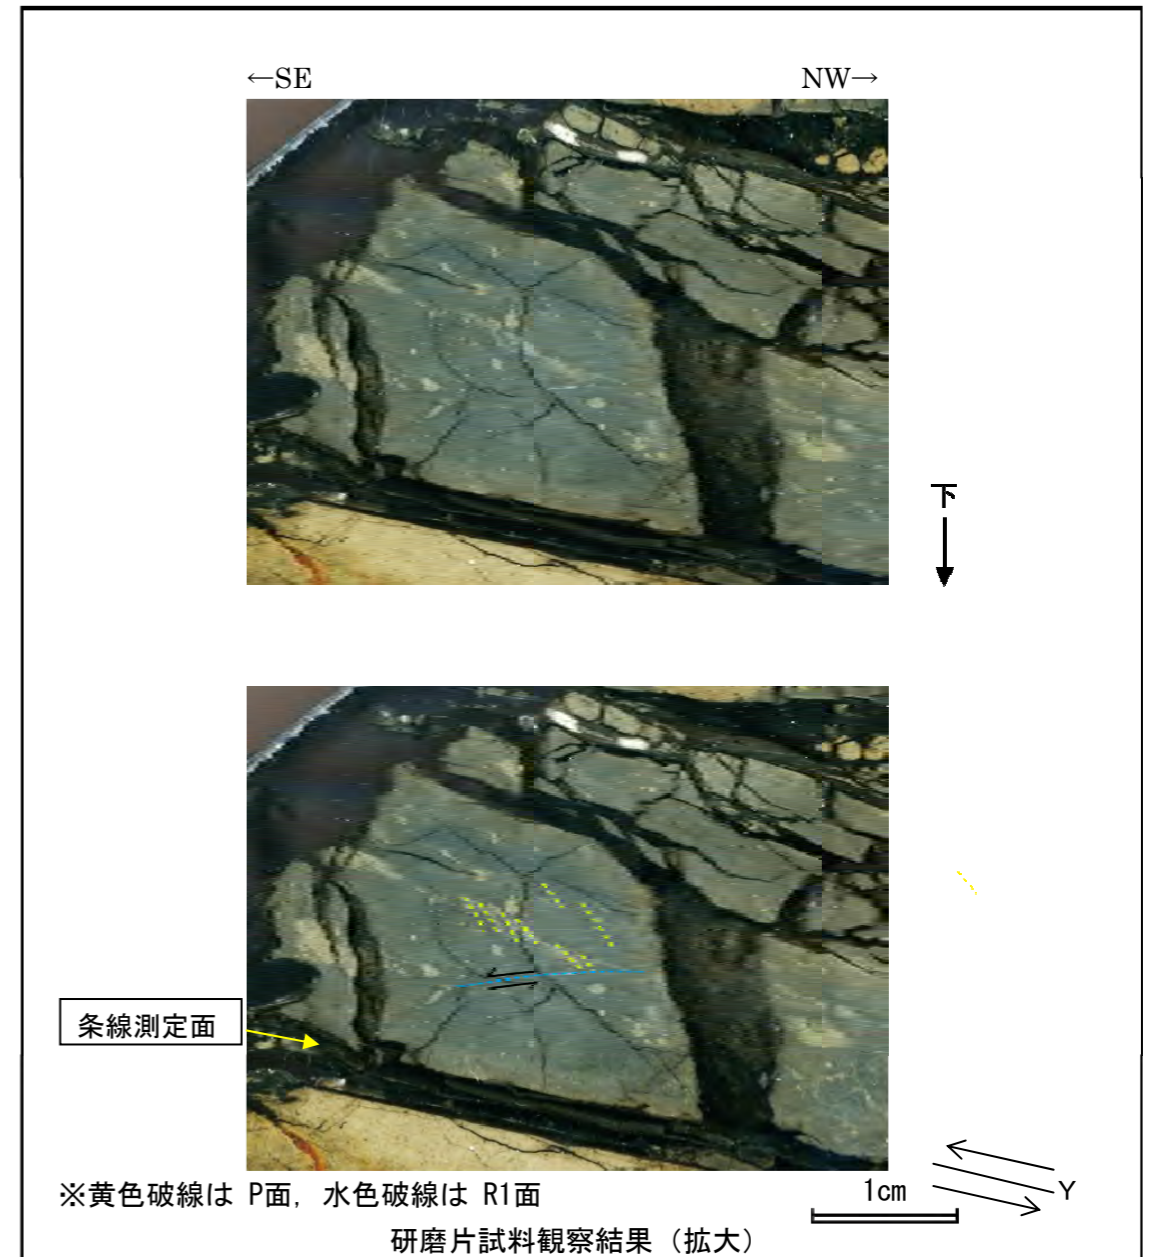 ←SE NW→
下
条線測定面
Y
※黄色破線は P面, 水色破線は R1面
1cm
研磨片試料観察結果（拡大）